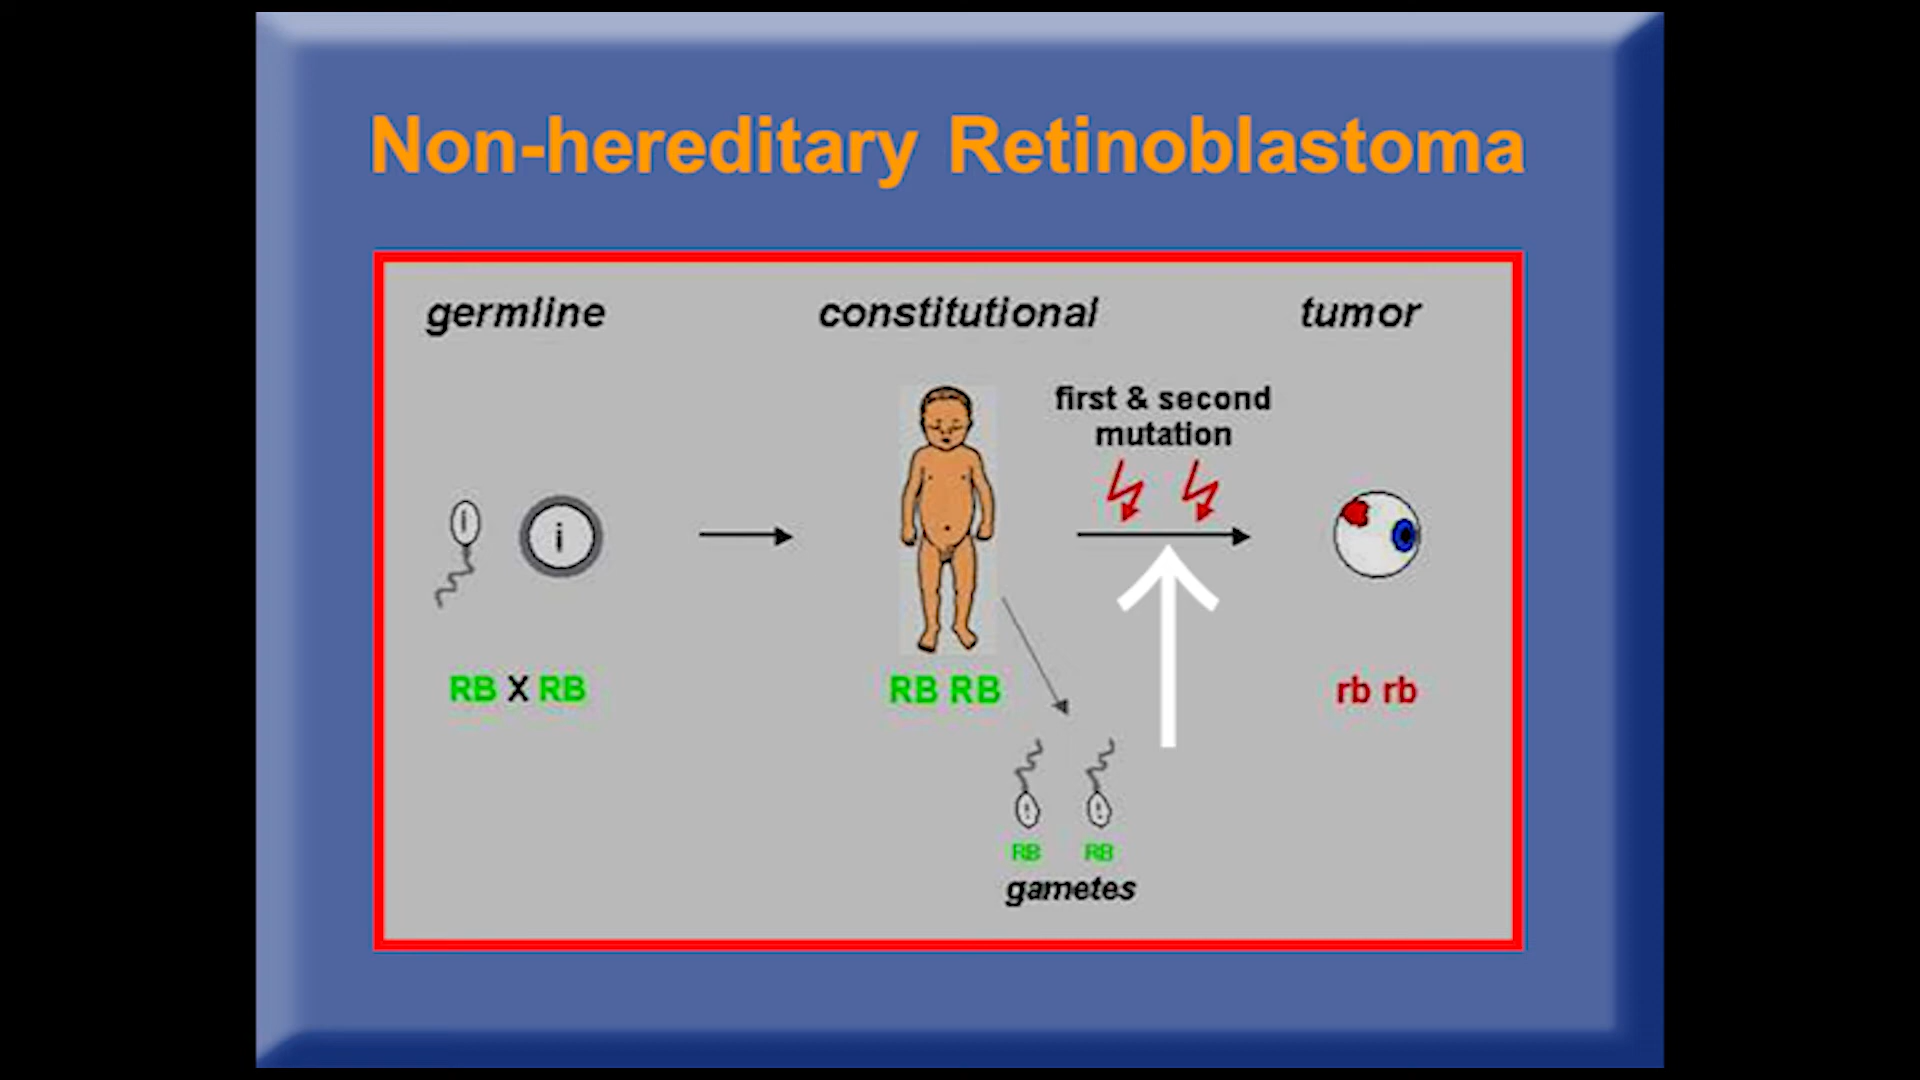 Non-hereditary Retinoblastoma
germline constitutional tumor
first & second
mutation
i i
RB X RB RB RB rb rb
RB RB
gametes